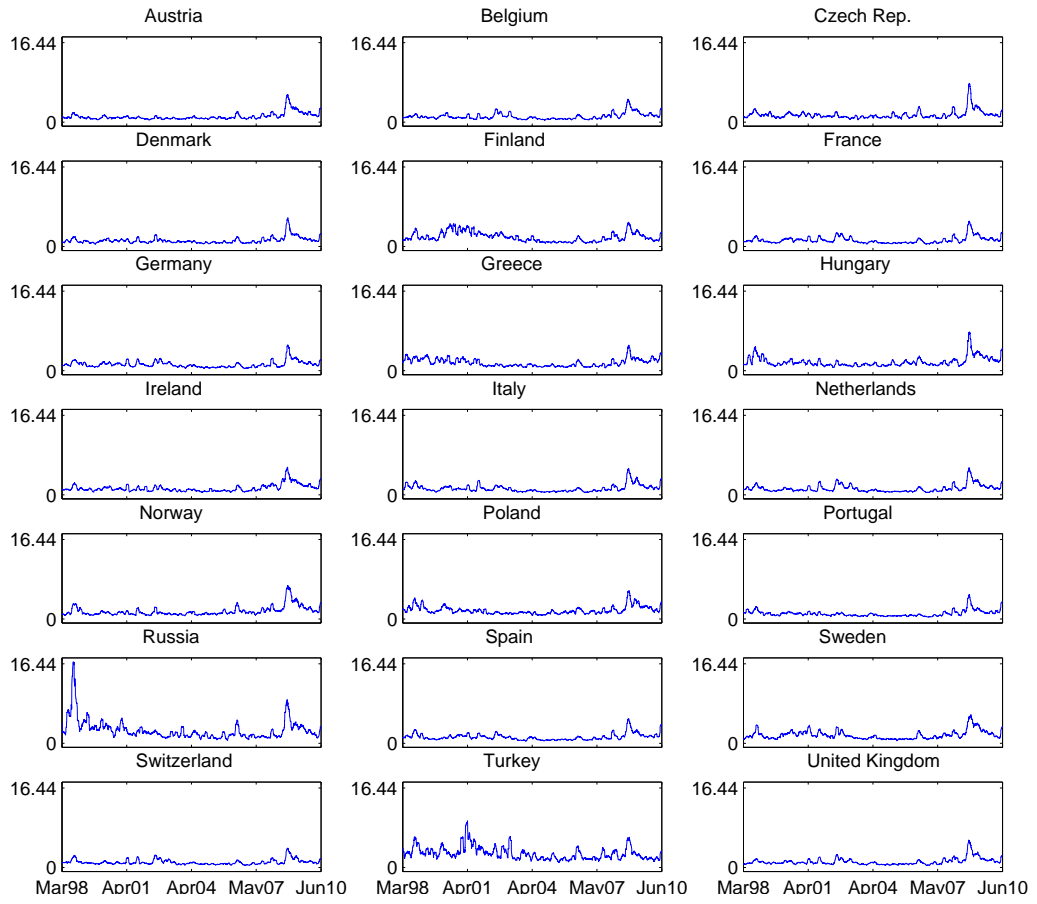 Austria Belgium Czech Rep.
16.44 16.44 16.44
0 0 0
Denmark Finland France
16.44 16.44 16.44
0 0 0
Germany Greece Hungary
16.44 16.44 16.44
0 0 0
Ireland Italy Netherlands
16.44 16.44 16.44
0 0 0
Norway Poland Portugal
16.44 16.44 16.44
0 0 0
Russia Spain Sweden
16.44 16.44 16.44
0 0 0
Switzerland Turkey United Kingdom
16.44 16.44 16.44
0 0 0
Mar98 Apr01 Apr04 May07 Jun10 Mar98 Apr01 Apr04 May07 Jun10 Mar98 Apr01 Apr04 May07 Jun10